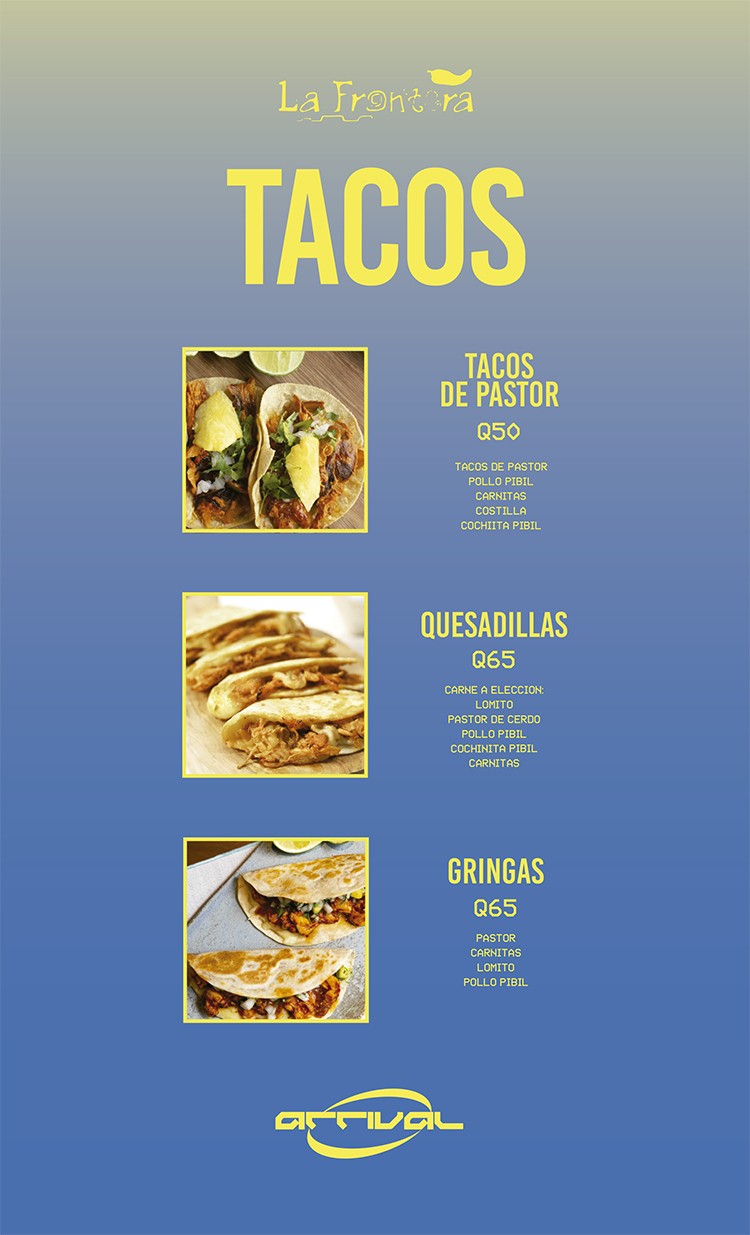 La Frontera
TACOS
TACOS
DE PASTOR
Q50
TACOS DE PASTOR
POLLO PIBIL
CARNITAS
COSTILLA
COCHIITA PIBIL
QUESADILLAS
Q65
CARNE A ELECCION:
LOMITO
PASTOR DE CERDO
POLLO PIBIL
COCHINITA PIBIL
CARNITAS
GRINGAS
Q65
PASTOR
CARNITAS
LOMITO
POLLO PIBIL
arrival